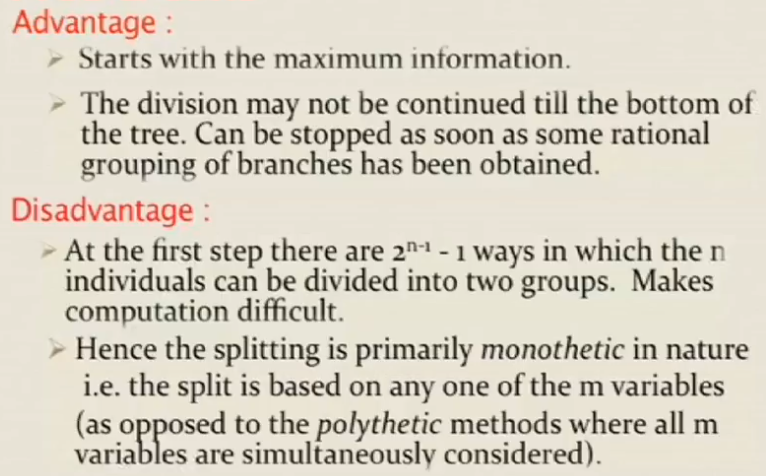 Advantage :
➢ Starts with the maximum information.
➢ The division may not be continued till the bottom of
the tree. Can be stopped as soon as some rational
grouping of branches has been obtained.
Disadvantage :
➢ At the first step there are 2ⁿ⁻¹ - 1 ways in which the n
individuals can be divided into two groups. Makes
computation difficult.
➢ Hence the splitting is primarily monothetic in nature
i.e. the split is based on any one of the m variables
(as opposed to the polythetic methods where all m
variables are simultaneously considered).